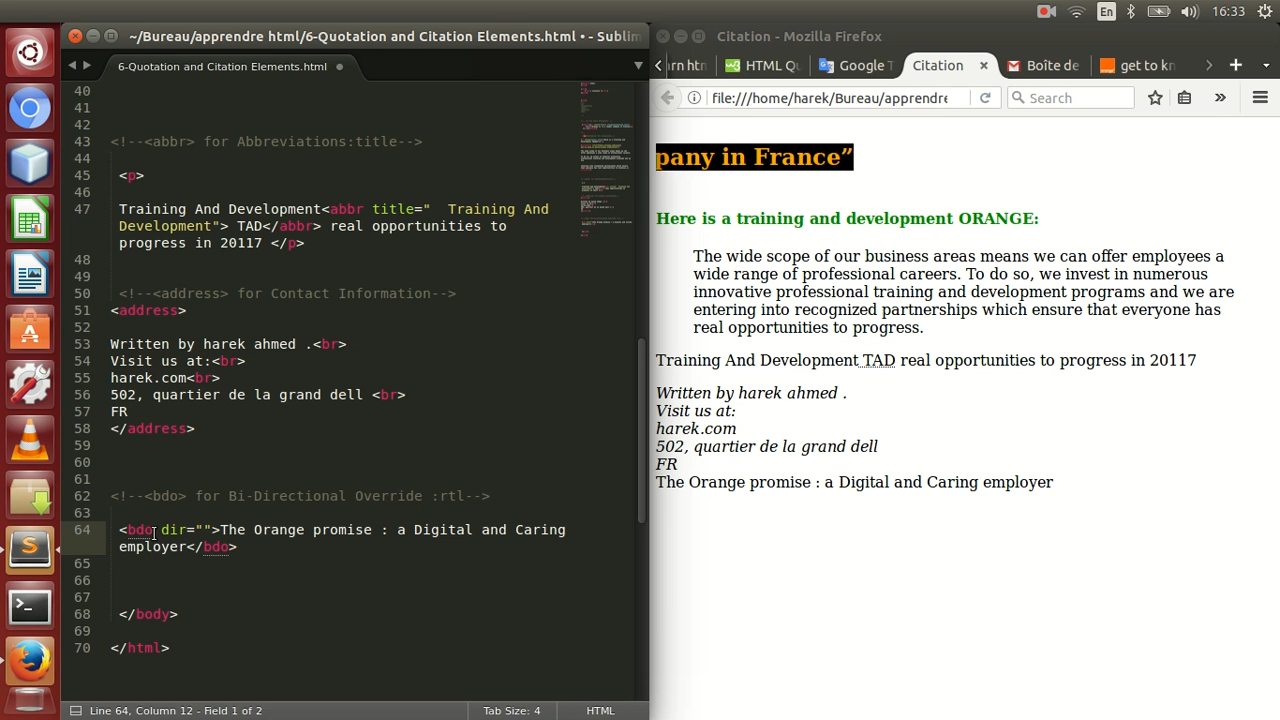 En
16:33
~/Bureau/apprendre html/6-Quotation and Citation Elements.html • - Sublim
Citation - Mozilla Firefox
6-Quotation and Citation Elements.html
rn htn
HTML Qu
Google T
Citation
Boîte de
get to kn
file:///home/harek/Bureau/apprendre
Search
40
41
42
43 <!--<abbr> for Abbreviations:title-->
44
45 <p>
46
47 Training And Development<abbr title="  Training And
Development"> TAD</abbr> real opportunities to
progress in 20117 </p>
48
49
50 <!--<address> for Contact Information-->
51 <address>
52
53 Written by harek ahmed .<br>
54 Visit us at:<br>
55 harek.com<br>
56 502, quartier de la grand dell <br>
57 FR
58 </address>
59
60
61
62 <!--<bdo> for Bi-Directional Override :rtl-->
63
64 <bdo dir="">The Orange promise : a Digital and Caring
employer</bdo>
65
66
67
68 </body>
69
70 </html>
Line 64, Column 12 - Field 1 of 2
Tab Size: 4
HTML
pany in France”
Here is a training and development ORANGE:
The wide scope of our business areas means we can offer employees a
wide range of professional careers. To do so, we invest in numerous
innovative professional training and development programs and we are
entering into recognized partnerships which ensure that everyone has
real opportunities to progress.
Training And Development TAD real opportunities to progress in 20117
Written by harek ahmed .
Visit us at:
harek.com
502, quartier de la grand dell
FR
The Orange promise : a Digital and Caring employer